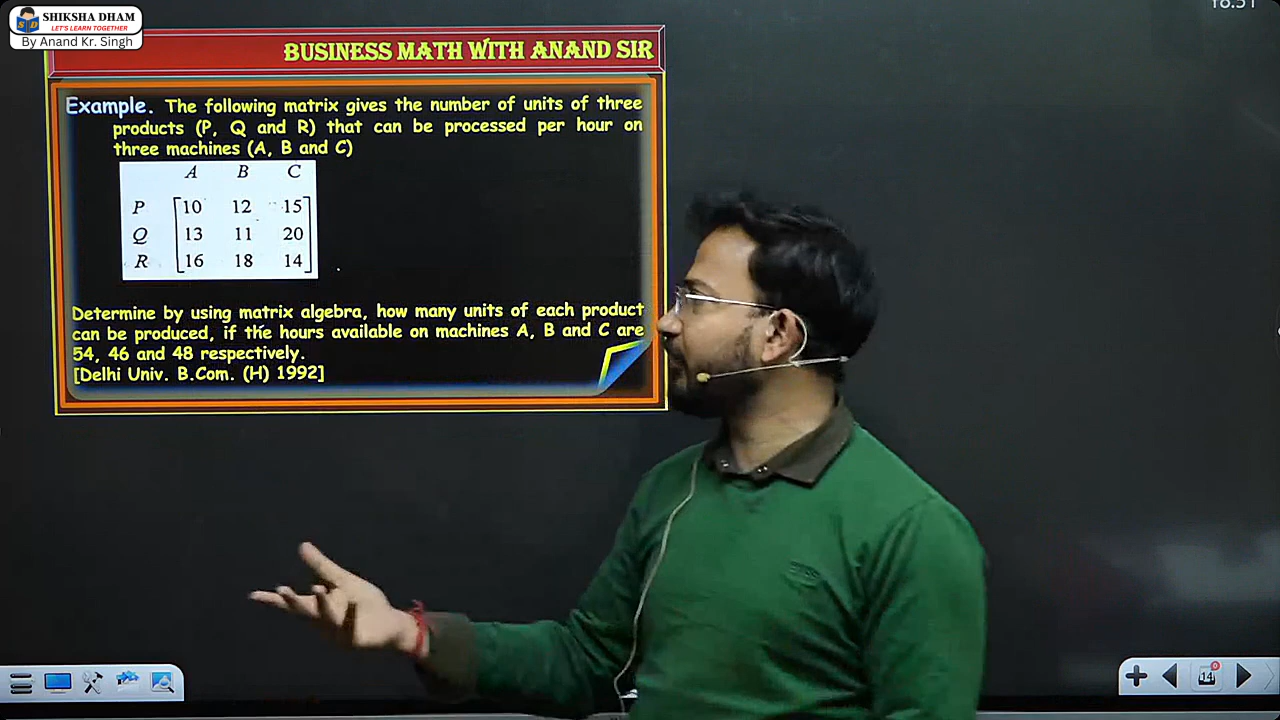 SHIKSHA DHAM
LET'S LEARN TOGETHER
By Anand Kr. Singh
18:51
BUSINESS MATH WITH ANAND SIR
Example. The following matrix gives the number of units of three
products (P, Q and R) that can be processed per hour on
three machines (A, B and C)
A B C
P 10 12 15
Q 13 11 20
R 16 18 14
Determine by using matrix algebra, how many units of each product
can be produced, if the hours available on machines A, B and C are
54, 46 and 48 respectively.
[Delhi Univ. B.Com. (H) 1992]
14